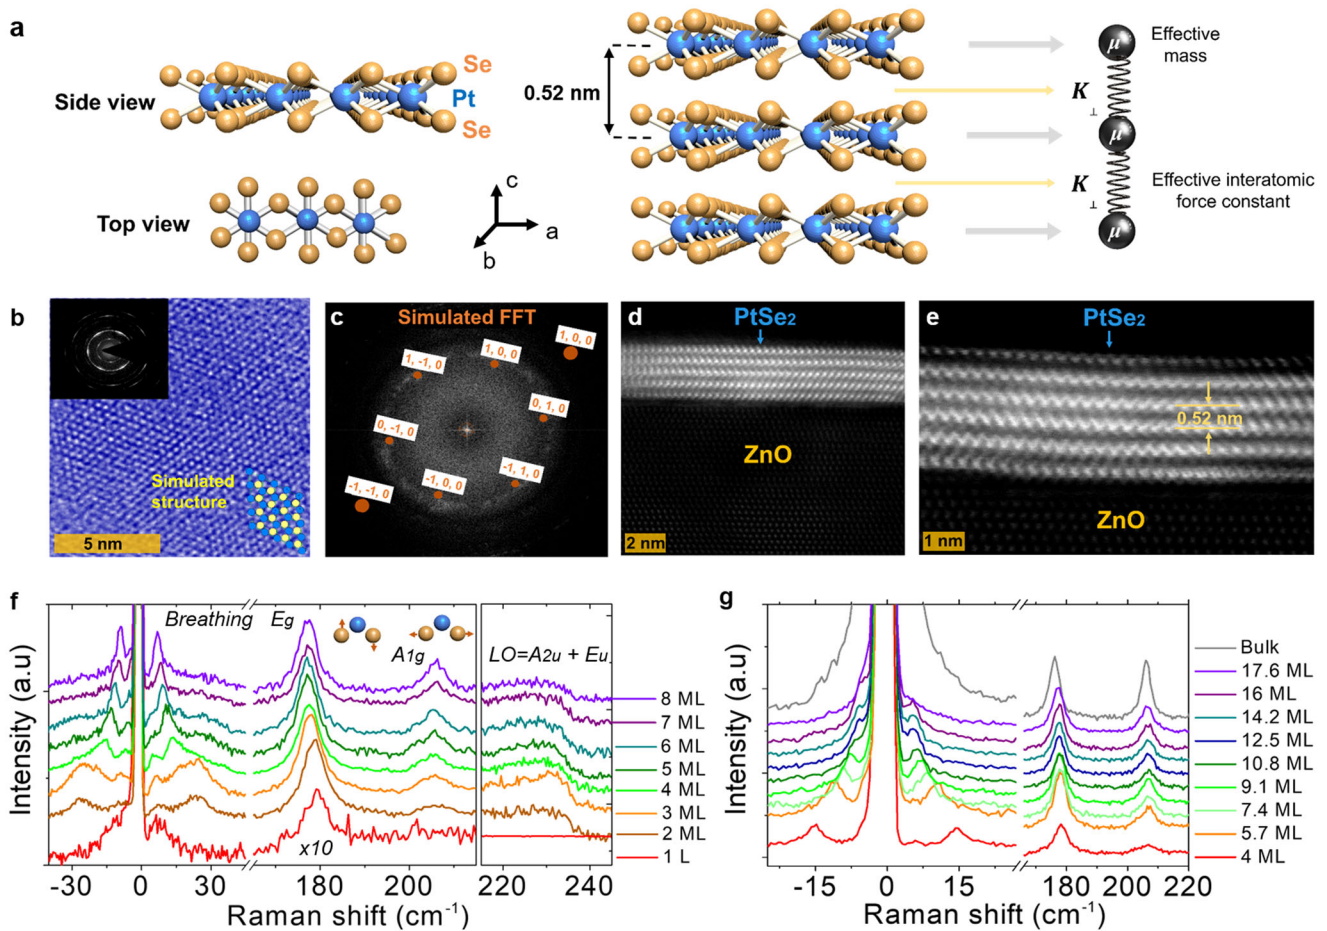 a
Side view
Se
Pt
Se
Top view
c
a
b
0.52 nm
K
⊥
K
⊥
μ
μ
μ
Effective
mass
Effective interatomic
force constant
b
Simulated
structure
5 nm
c
Simulated FFT
1, 0, 0
1, -1, 0
1, 0, 0
0, 1, 0
0, -1, 0
-1, 1, 0
-1, 0, 0
-1, -1, 0
d
PtSe2
ZnO
2 nm
e
PtSe2
0.52 nm
ZnO
1 nm
f
Intensity (a.u)
Breathing
Eg
A1g
LO=A2u + Eu
x10
8 ML
7 ML
6 ML
5 ML
4 ML
3 ML
2 ML
1 L
-30 0 30 180 200 220 240
Raman shift (cm-1)
g
Intensity (a.u)
Bulk
17.6 ML
16 ML
14.2 ML
12.5 ML
10.8 ML
9.1 ML
7.4 ML
5.7 ML
4 ML
-15 0 15 180 200 220
Raman shift (cm-1)